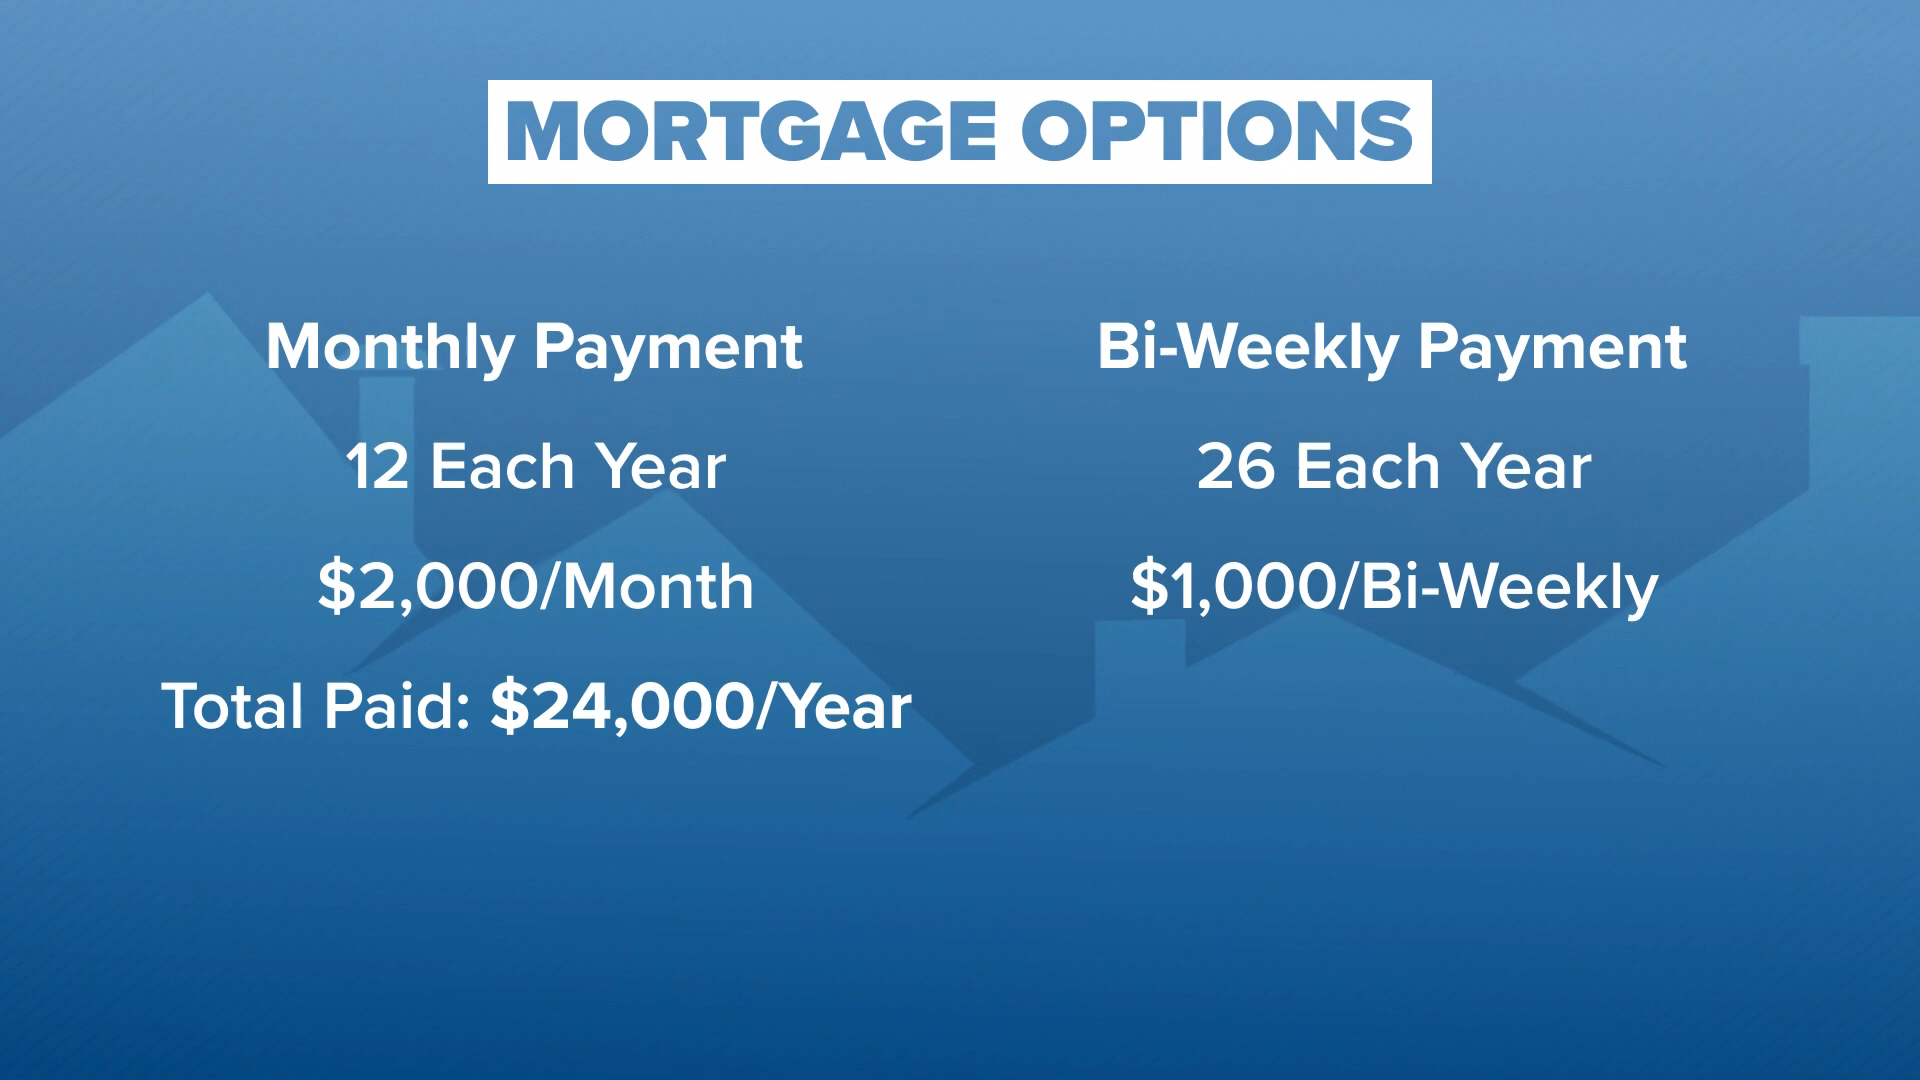 MORTGAGE OPTIONS
Monthly Payment
12 Each Year
$2,000/Month
Total Paid: $24,000/Year
Bi-Weekly Payment
26 Each Year
$1,000/Bi-Weekly